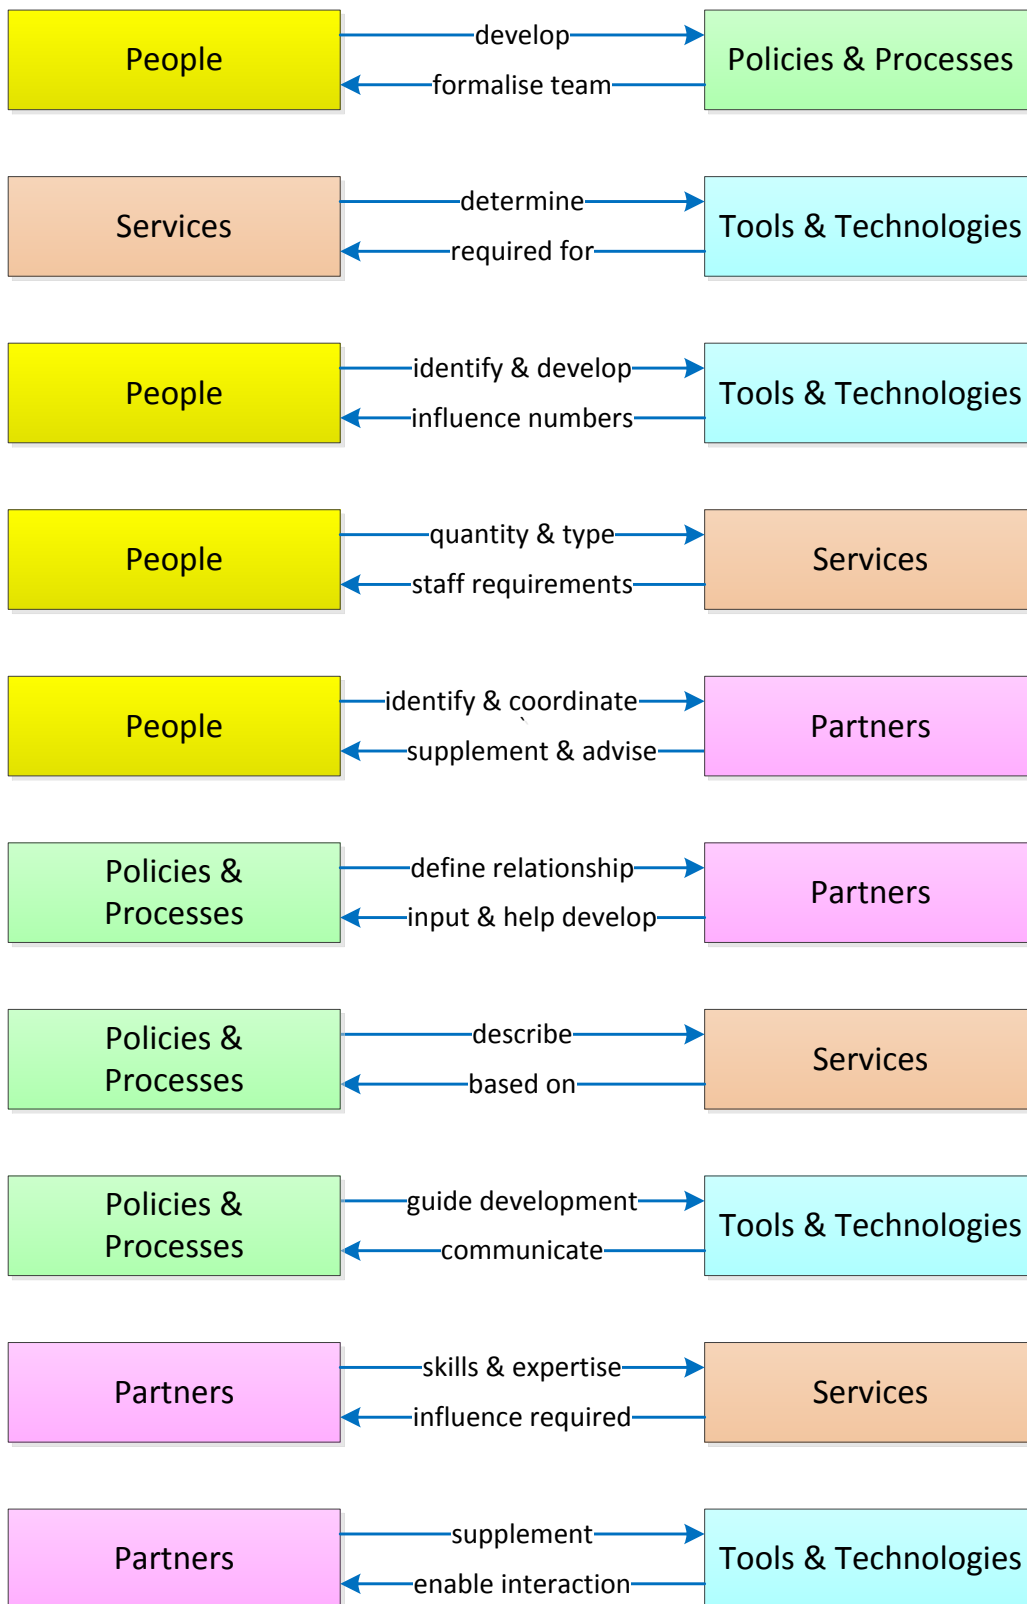 People
develop
formalise team
Policies & Processes
Services
determine
required for
Tools & Technologies
People
identify & develop
influence numbers
Tools & Technologies
People
quantity & type
staff requirements
Services
People
identify & coordinate
`
supplement & advise
Partners
Policies &
Processes
define relationship
input & help develop
Partners
Policies &
Processes
describe
based on
Services
Policies &
Processes
guide development
communicate
Tools & Technologies
Partners
skills & expertise
influence required
Services
Partners
supplement
enable interaction
Tools & Technologies